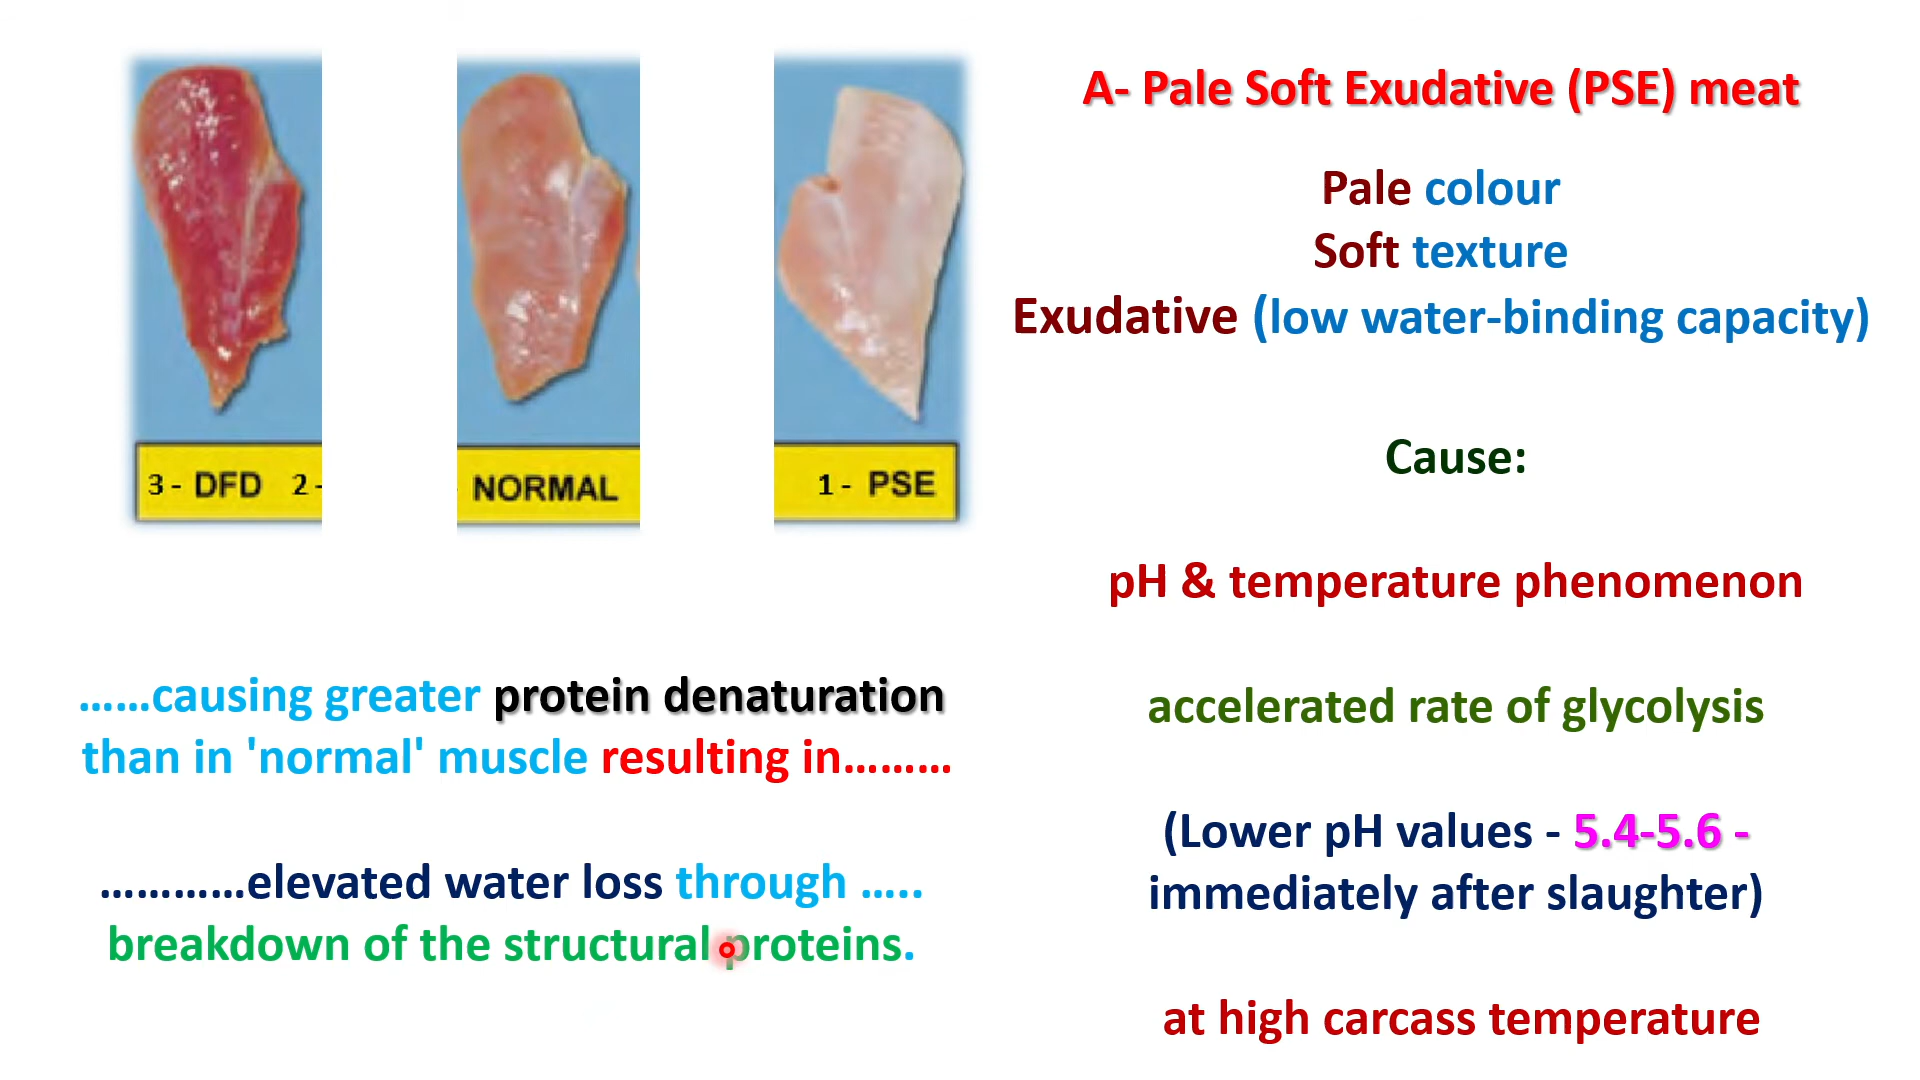 3 - DFD 2 -
NORMAL
1 - PSE
……causing greater protein denaturation
than in 'normal' muscle resulting in………
…………elevated water loss through …..
breakdown of the structural proteins.
A- Pale Soft Exudative (PSE) meat
Pale colour
Soft texture
Exudative (low water-binding capacity)
Cause:
pH & temperature phenomenon
accelerated rate of glycolysis
(Lower pH values - 5.4-5.6 -
immediately after slaughter)
at high carcass temperature